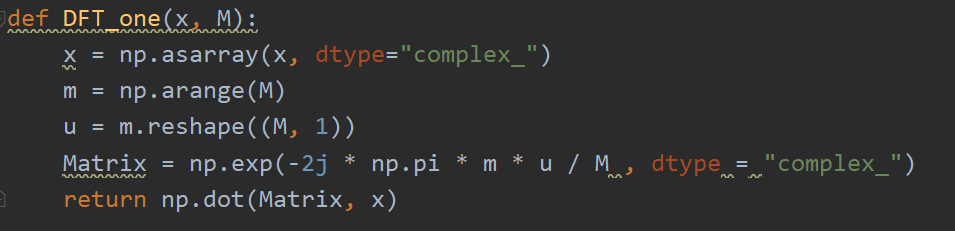 def DFT_one(x, M):
    x = np.asarray(x, dtype="complex_")
    m = np.arange(M)
    u = m.reshape((M, 1))
    Matrix = np.exp(-2j * np.pi * m * u / M , dtype = "complex_")
    return np.dot(Matrix, x)